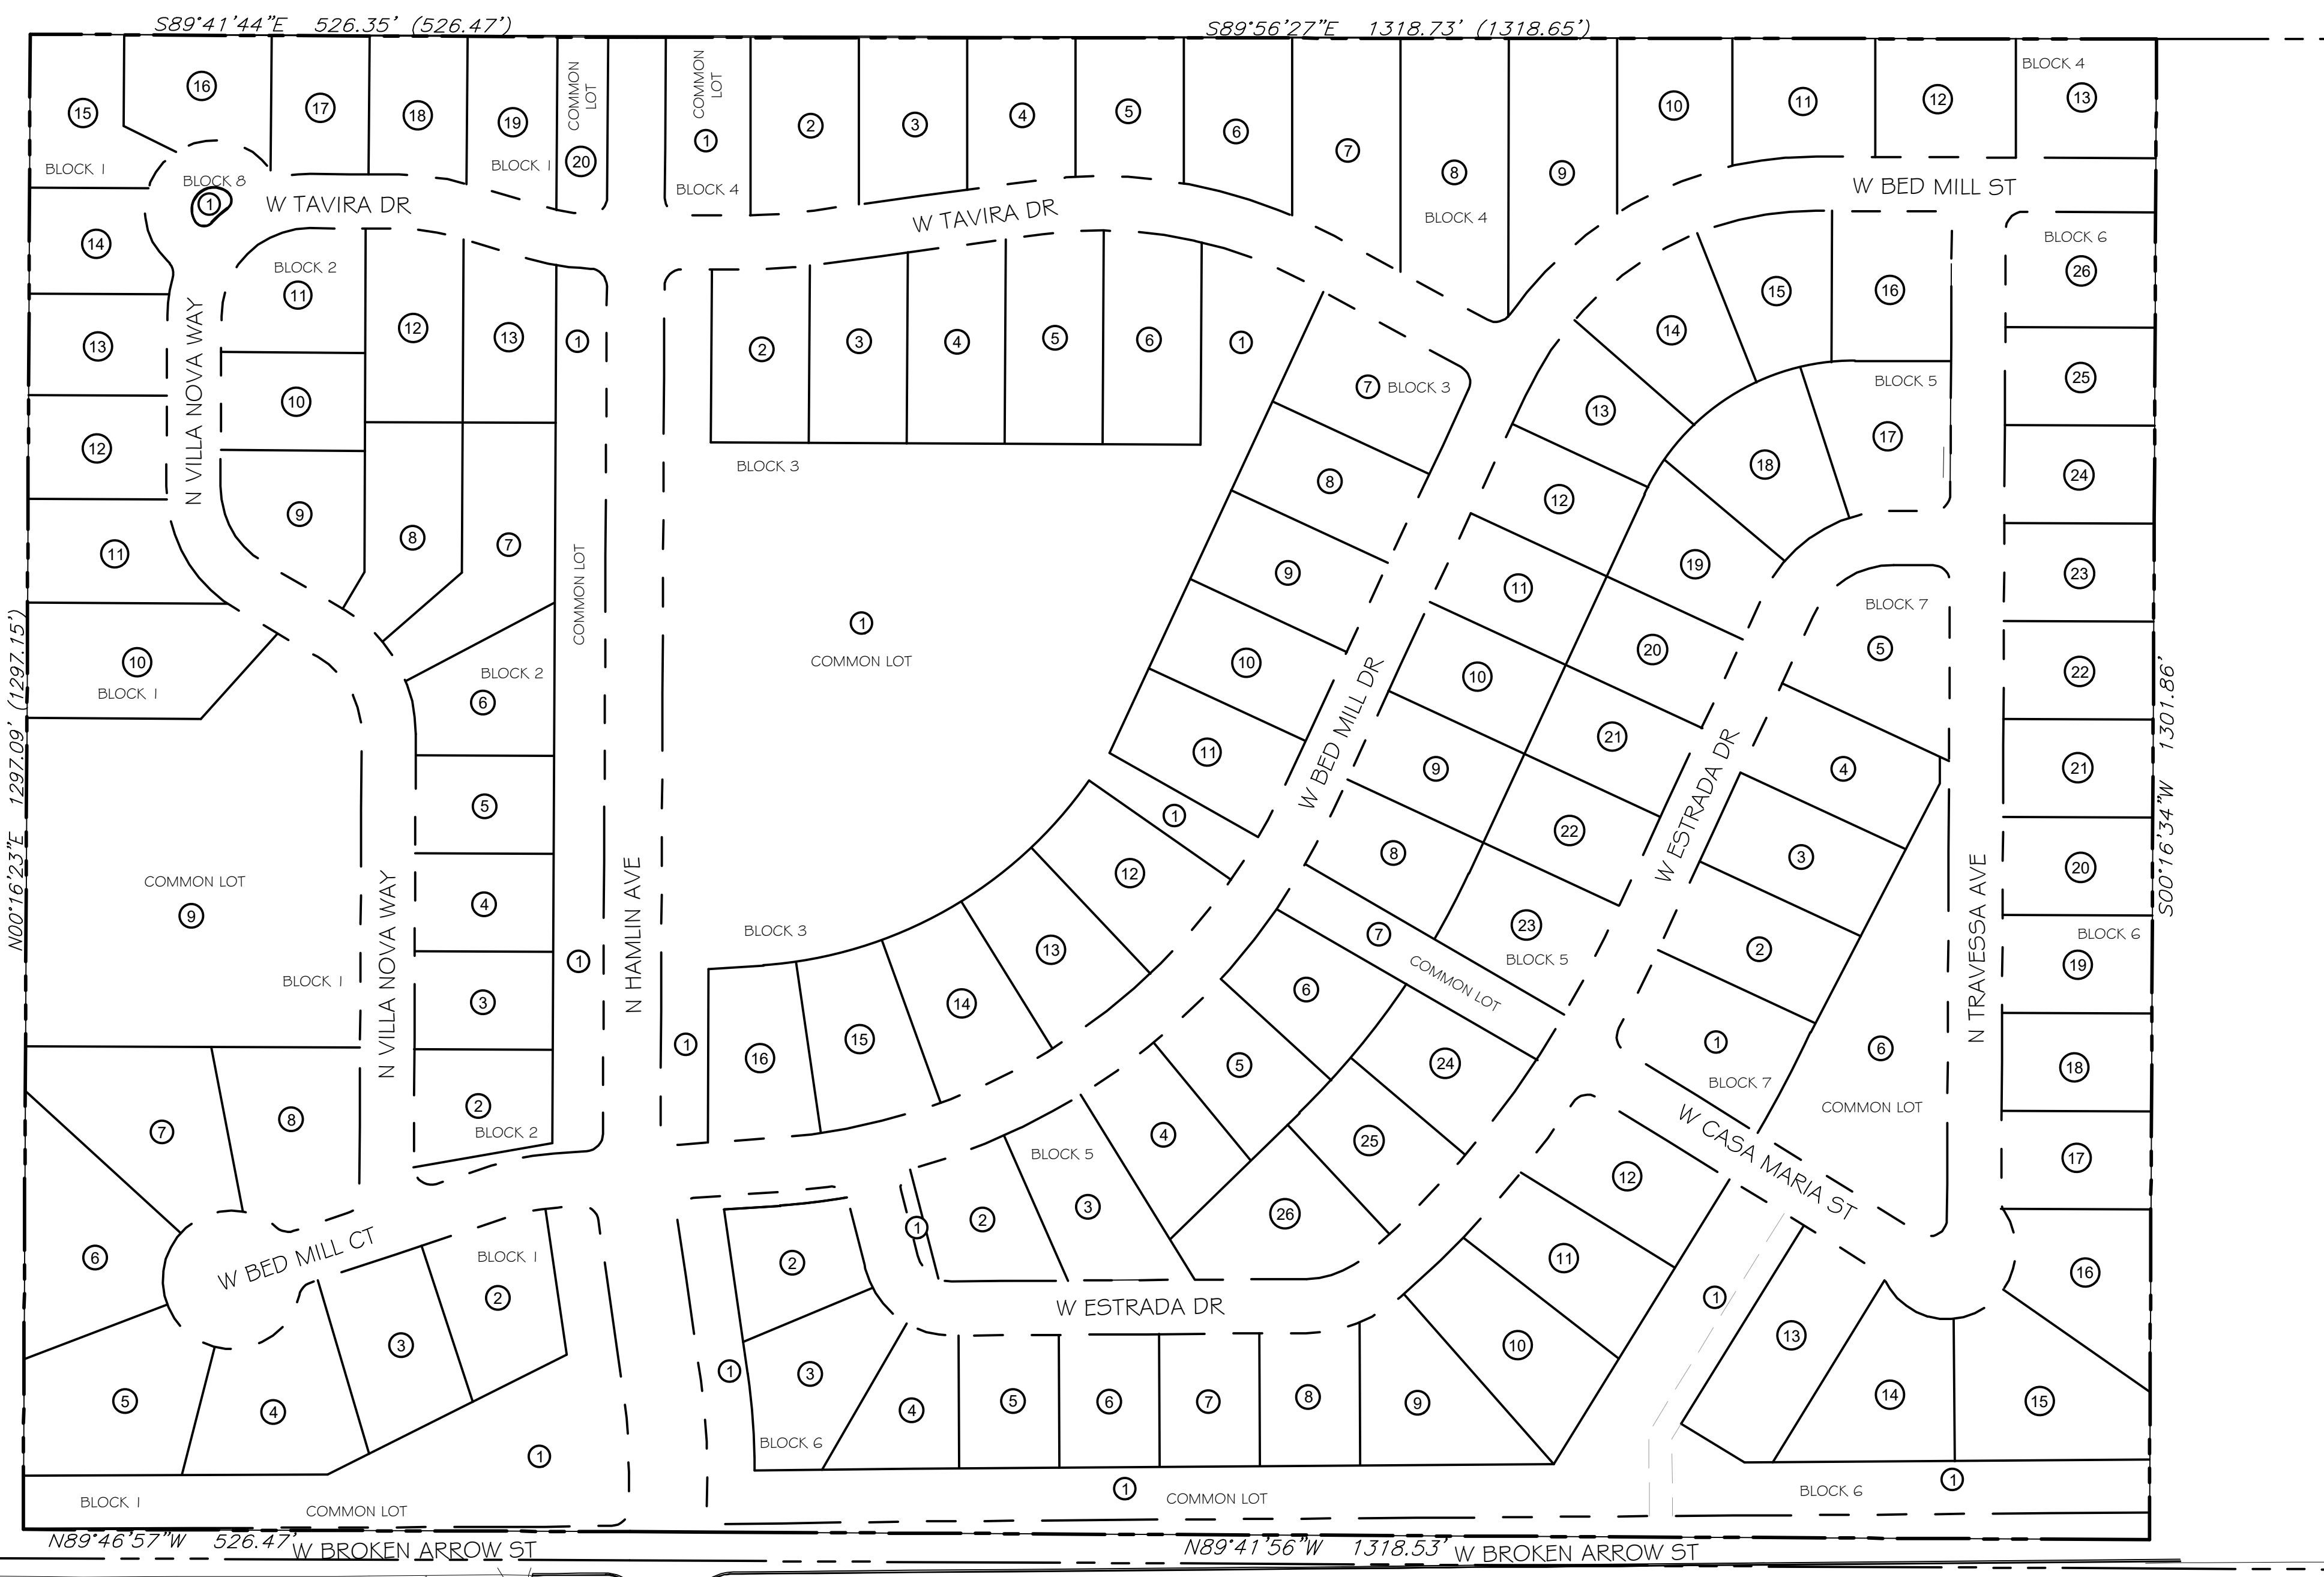 S89°41'44"E 526.35' (526.47')
S89°56'27"E 1318.73' (1318.65')
N00°16'23"E 1297.09' (1297.15')
S00°16'34"W 1301.86'
15
BLOCK 1
16
17
18
19
BLOCK 1
COMMON
LOT
20
COMMON
LOT
1
BLOCK 4
2
3
4
5
6
7
8
BLOCK 4
9
10
11
12
BLOCK 4
13
BLOCK 8
1
W TAVIRA DR
W TAVIRA DR
W BED MILL ST
14
13
12
11
10
BLOCK 1
N VILLA NOVA WAY
BLOCK 2
11
12
13
1
10
9
8
7
COMMON LOT
BLOCK 2
6
5
4
3
2
BLOCK 2
1
2
3
4
5
6
1
BLOCK 3
1
COMMON LOT
7
BLOCK 3
8
9
10
11
1
12
13
14
15
16
1
BLOCK 3
N HAMLIN AVE
W BED MILL DR
14
15
16
BLOCK 5
13
12
11
10
9
8
7
COMMON LOT
17
18
19
20
21
22
23
BLOCK 5
W ESTRADA DR
BLOCK 7
5
4
3
2
1
BLOCK 7
6
COMMON LOT
N TRAVESSA AVE
BLOCK 6
26
25
24
23
22
21
20
BLOCK 6
19
18
17
16
COMMON LOT
9
BLOCK 1
N VILLA NOVA WAY
7
8
6
5
4
3
2
BLOCK 1
W BED MILL CT
1
BLOCK 1
COMMON LOT
6
5
4
3
BLOCK 5
2
1
24
25
26
W CASA MARIA ST
W ESTRADA DR
2
3
1
BLOCK 6
4
5
6
7
8
9
10
11
12
1
13
14
15
1
COMMON LOT
BLOCK 6
1
N89°46'57"W 526.47'
W BROKEN ARROW ST
N89°41'56"W 1318.53'
W BROKEN ARROW ST